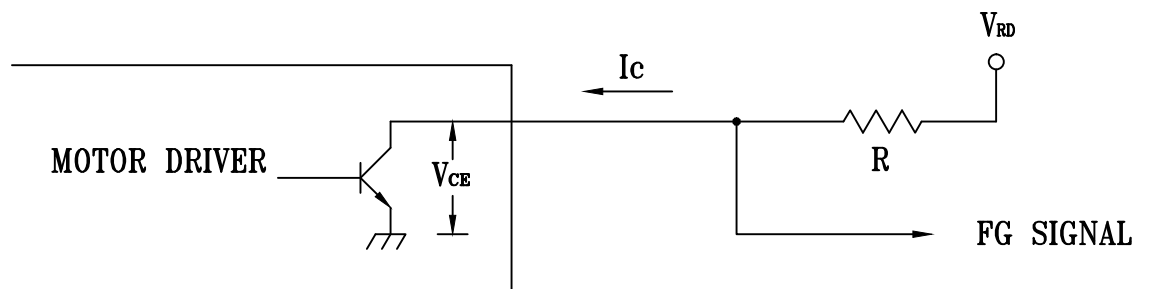 VRD
Ic
MOTOR DRIVER
VCE
R
FG SIGNAL